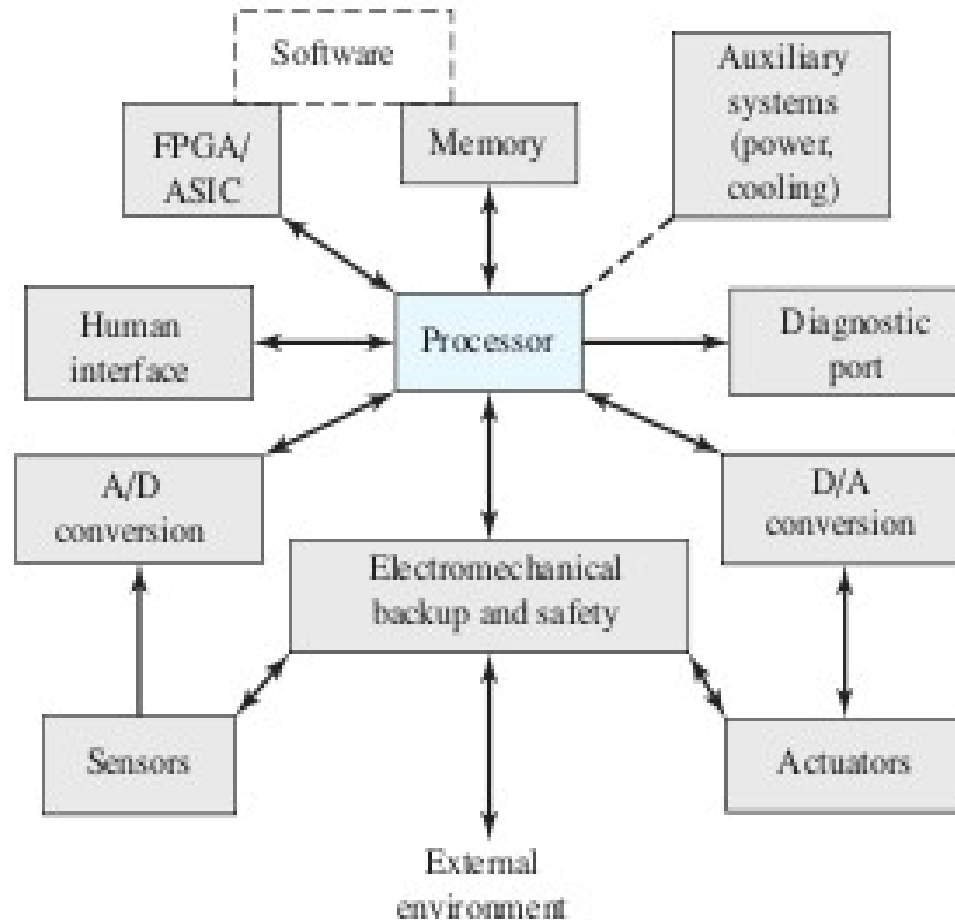 Software
Auxiliary
systems
(power,
cooling)
FPGA/
ASIC
Memory
Human
interface
Processor
Diagnostic
port
A/D
conversion
D/A
conversion
Electromechanical
backup and safety
Sensors
Actuators
External
environment